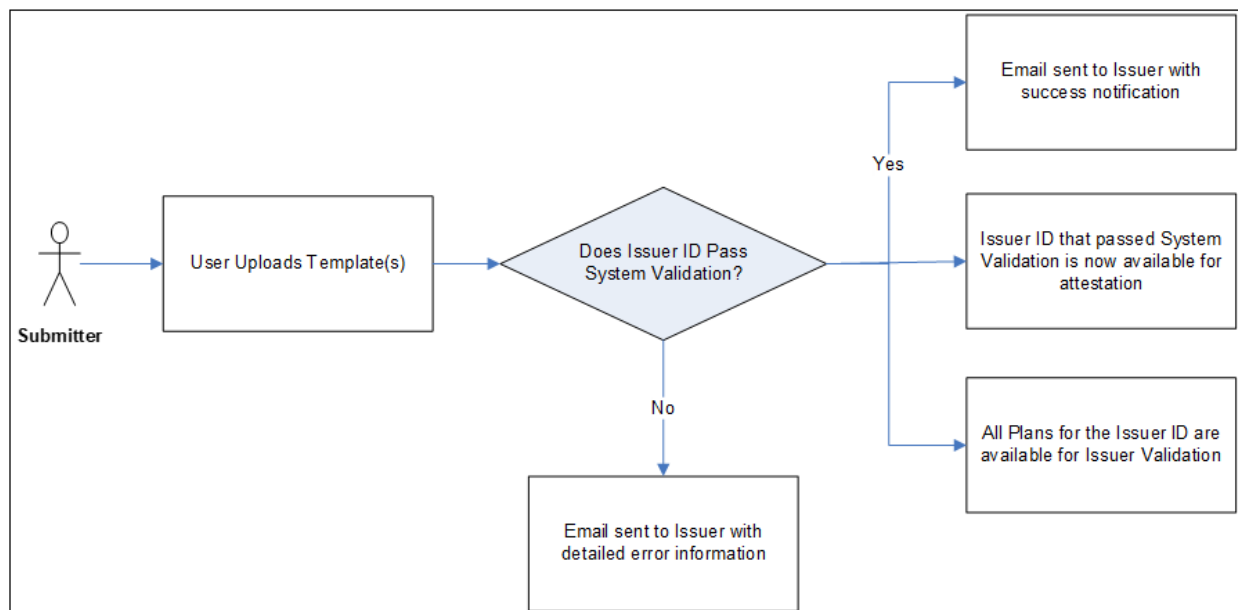 Email sent to Issuer with
success notification
Yes
User Uploads Template(s)
Does Issuer ID Pass
System Validation?
Issuer ID that passed System
Validation is now available for
attestation
Submitter
No
All Plans for the Issuer ID are
available for Issuer Validation
Email sent to Issuer with
detailed error information